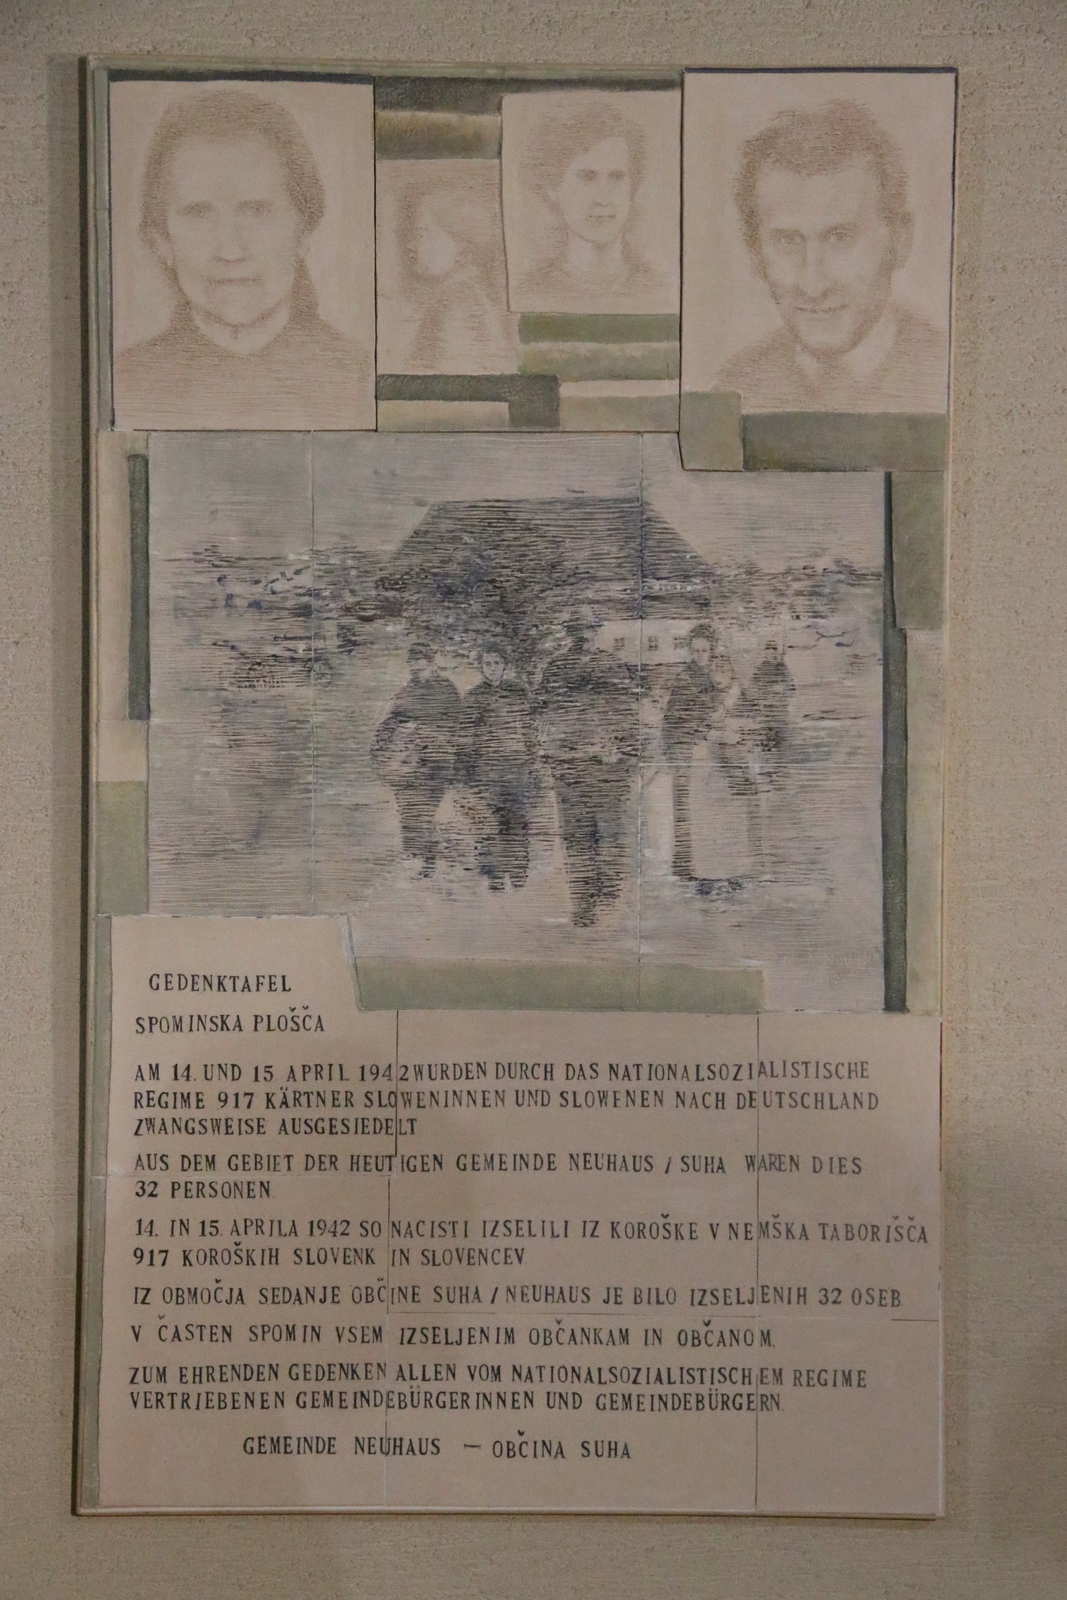 GEDENKTAFEL
SPOMINSKA PLOŠČA
AM 14. UND 15. APRIL 1942 WURDEN DURCH DAS NATIONALSOZIALISTISCHE
REGIME 917 KÄRTNER SLOWENINNEN UND SLOWENEN NACH DEUTSCHLAND
ZWANGSWEISE AUSGESIEDELT
AUS DEM GEBIET DER HEUTIGEN GEMEINDE NEUHAUS / SUHA WAREN DIES
32 PERSONEN
14. IN 15. APRILA 1942 SO NACISTI IZSELILI IZ KOROŠKE V NEMŠKA TABORIŠČA
917 KOROŠKIH SLOVENK IN SLOVENCEV
IZ OBMOČJA SEDANJE OBČINE SUHA / NEUHAUS JE BILO IZSELJENIH 32 OSEB
V ČASTEN SPOMIN VSEM IZSELJENIM OBČANKAM IN OBČANOM.
ZUM EHRENDEN GEDENKEN ALLEN VOM NATIONALSOZIALISTISCHEM REGIME
VERTRIEBENEN GEMEINDEBÜRGERINNEN UND GEMEINDEBÜRGERN.
GEMEINDE NEUHAUS – OBČINA SUHA